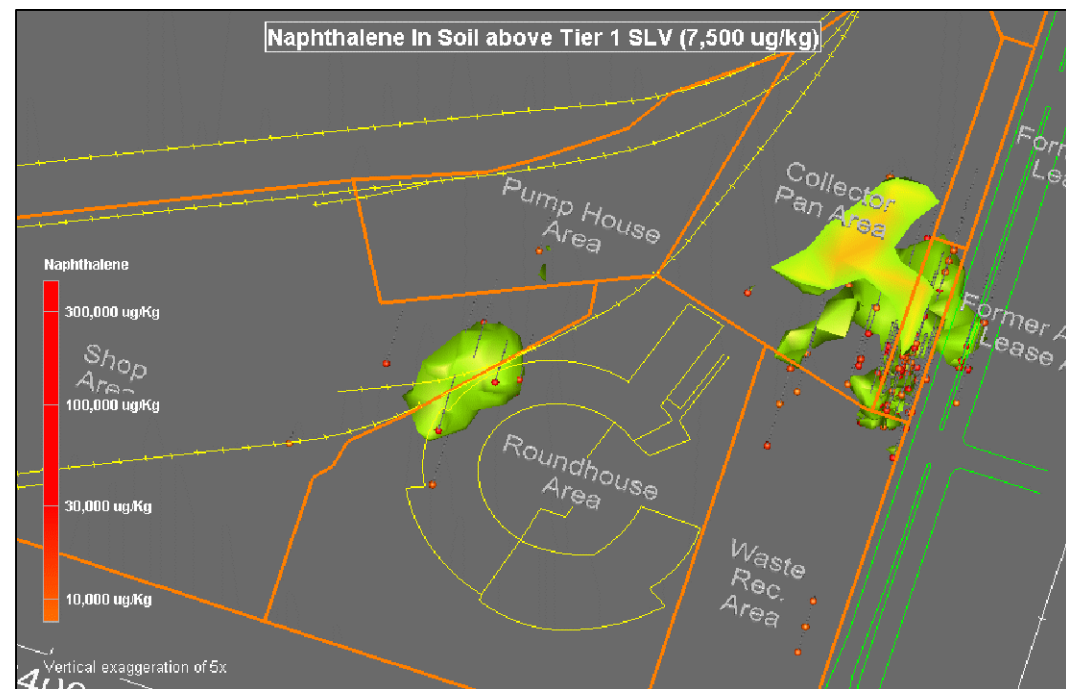 Naphthalene In Soil above Tier 1 SLV (7,500 ug/kg)
Collector
Pan Area
Pump House
Area
Naphthalene
300,000 ug/Kg
Shop
Area
100,000 ug/Kg
30,000 ug/Kg
10,000 ug/Kg
Former A
Lease A
Roundhouse
Area
Waste
Rec.
Area
Vertical exaggeration of 5x